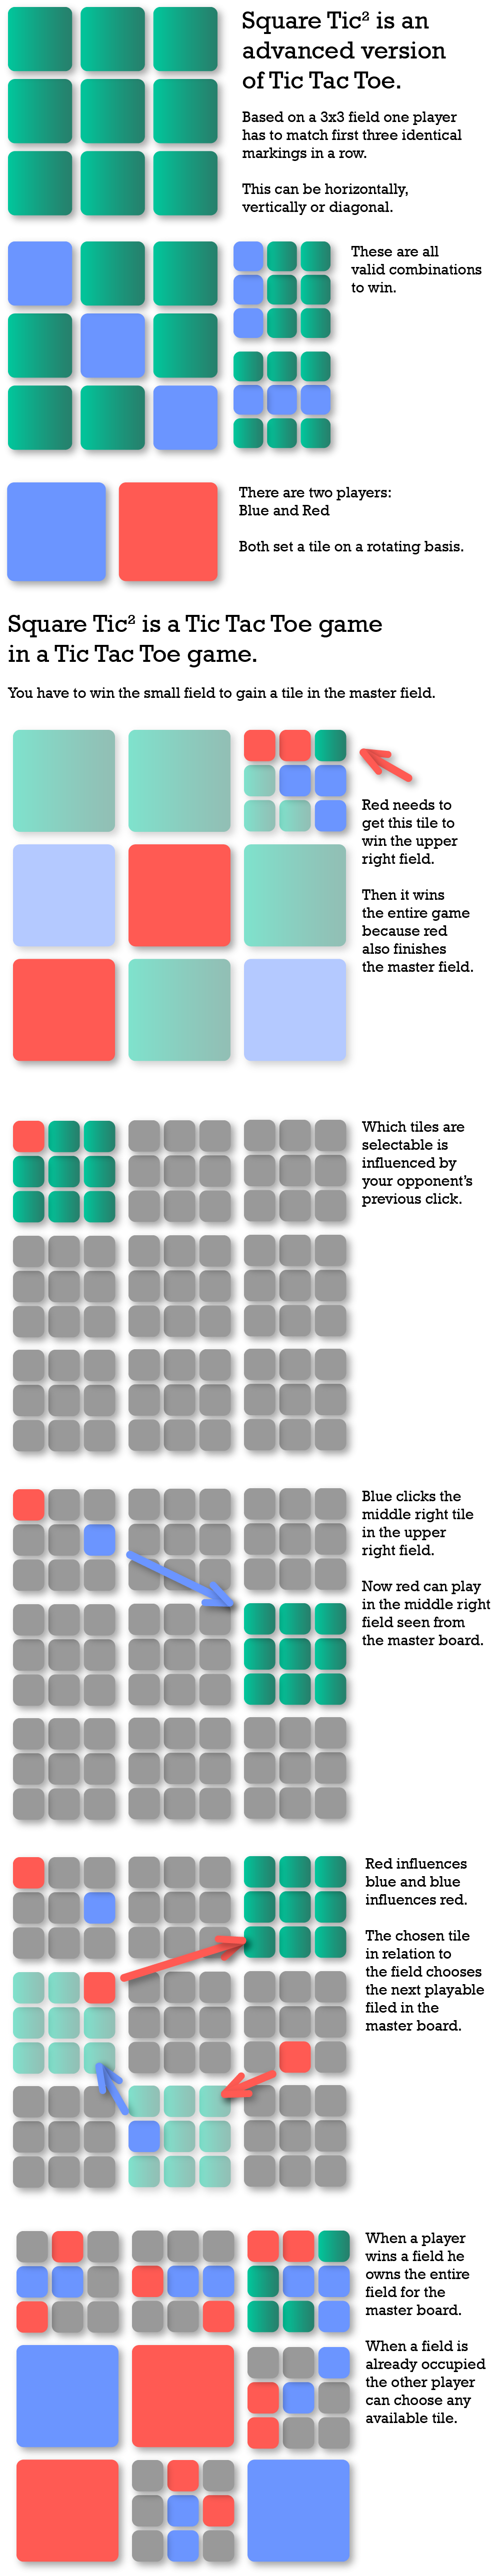 Square Tic² is an
advanced version
of Tic Tac Toe.
Based on a 3x3 field one player
has to match first three identical
markings in a row.
This can be horizontally,
vertically or diagonal.
These are all
valid combinations
to win.
There are two players:
Blue and Red
Both set a tile on a rotating basis.
Square Tic² is a Tic Tac Toe game
in a Tic Tac Toe game.
You have to win the small field to gain a tile in the master field.
Red needs to
get this tile to
win the upper
right field.
Then it wins
the entire game
because red
also finishes
the master field.
Which tiles are
selectable is
influenced by
your opponent's
previous click.
Blue clicks the
middle right tile
in the upper
right field.
Now red can play
in the middle right
field seen from
the master board.
Red influences
blue and blue
influences red.
The chosen tile
in relation to
the field chooses
the next playable
filed in the
master board.
When a player
wins a field he
owns the entire
field for the
master board.
When a field is
already occupied
the other player
can choose any
available tile.